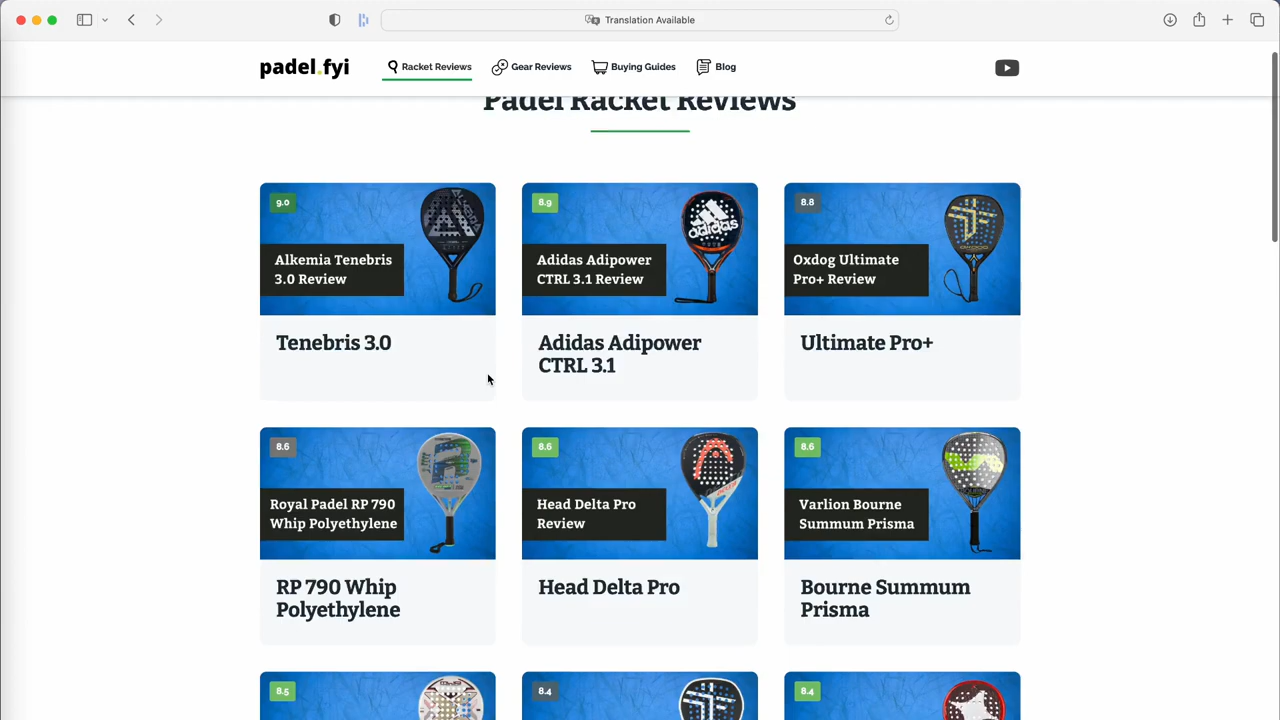 Translation Available
padel.fyi
Racket Reviews
Gear Reviews
Buying Guides
Blog
Padel Racket Reviews
9.0
Alkemia Tenebris
3.0 Review
Tenebris 3.0
8.9
adidas
Adidas Adipower
CTRL 3.1 Review
Adidas Adipower
CTRL 3.1
8.8
Oxdog Ultimate
Pro+ Review
Ultimate Pro+
8.6
Royal Padel RP 790
Whip Polyethylene
RP 790 Whip
Polyethylene
8.6
Head Delta Pro
Review
Head Delta Pro
8.6
Varlion Bourne
Summum Prisma
Bourne Summum
Prisma
8.5
8.4
8.4